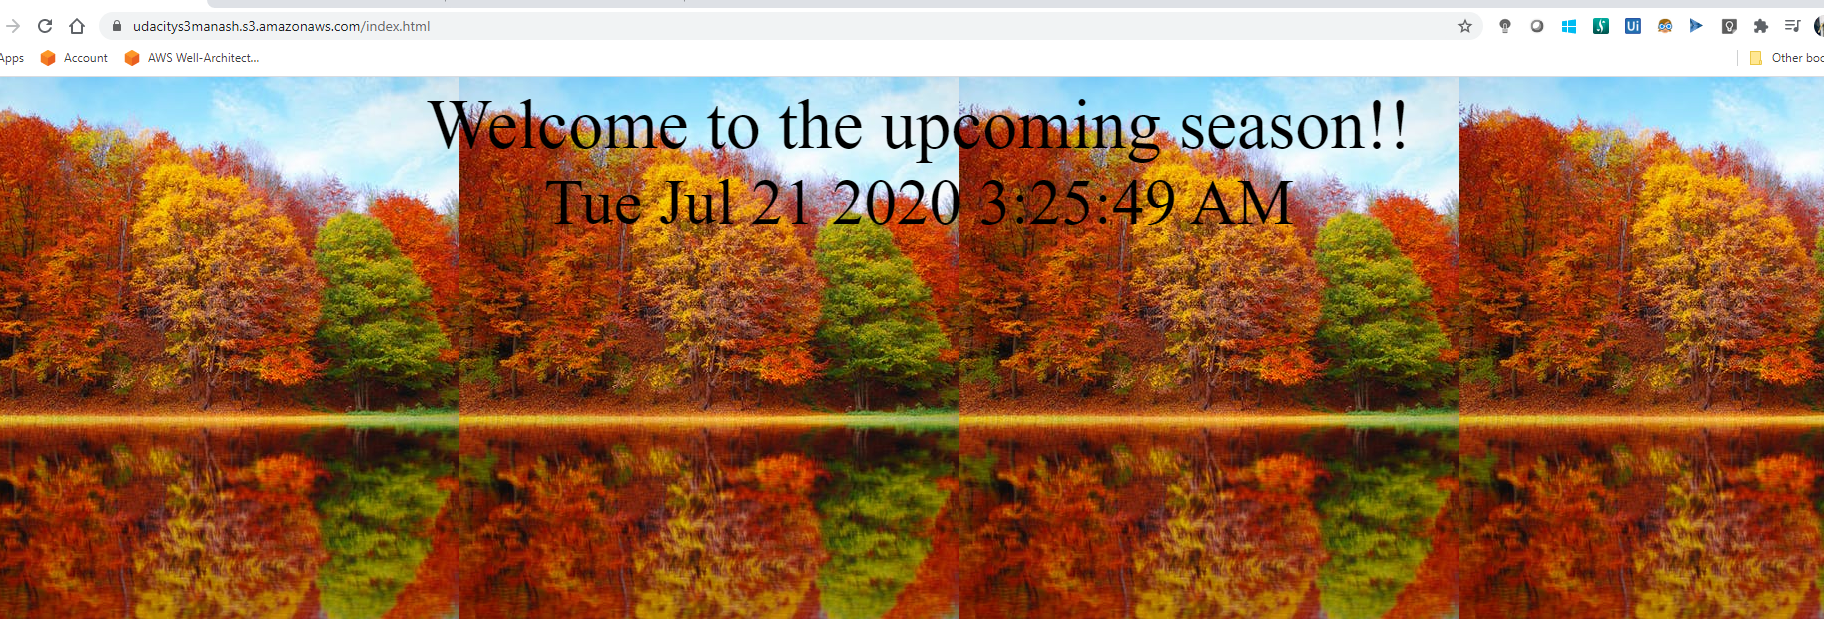 udacitys3manash.s3.amazonaws.com/index.html
Apps Account AWS Well-Architect... Other boo
Welcome to the upcoming season!!
Tue Jul 21 2020 3:25:49 AM